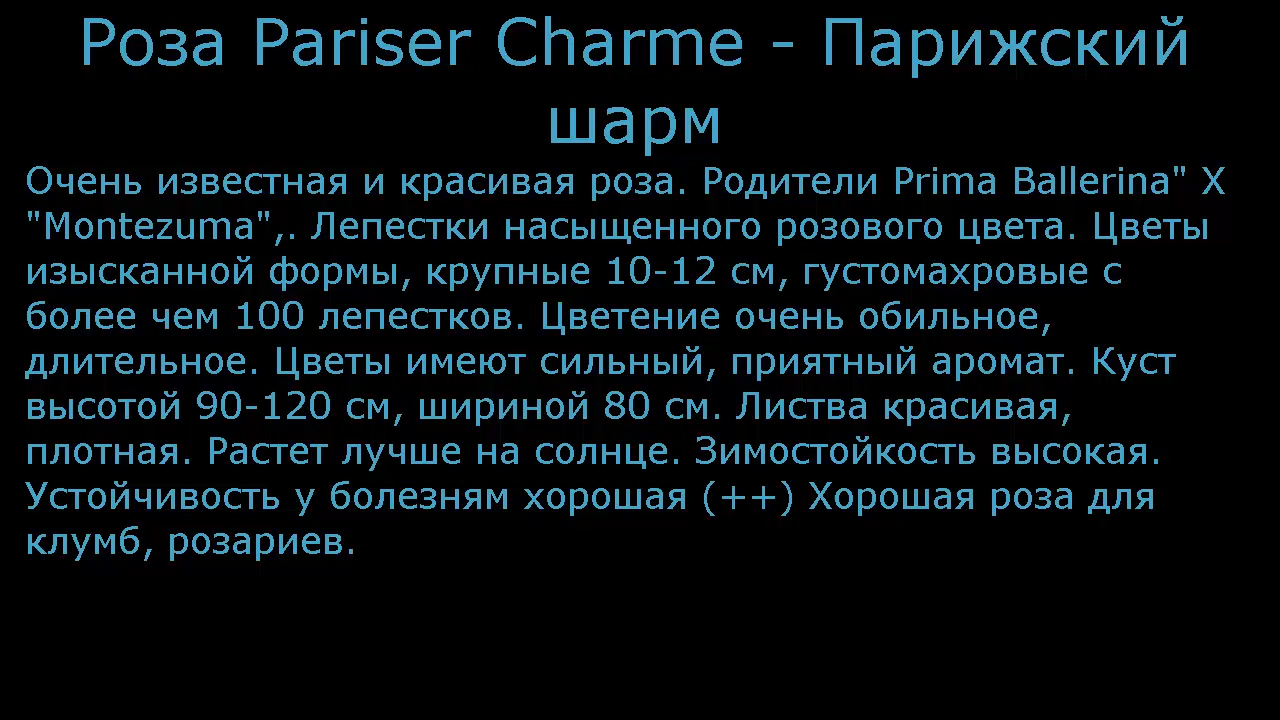 Роза Pariser Charme - Парижский
шарм
Очень известная и красивая роза. Родители Prima Ballerina" X
"Montezuma",. Лепестки насыщенного розового цвета. Цветы
изысканной формы, крупные 10-12 см, густомахровые с
более чем 100 лепестков. Цветение очень обильное,
длительное. Цветы имеют сильный, приятный аромат. Куст
высотой 90-120 см, шириной 80 см. Листва красивая,
плотная. Растет лучше на солнце. Зимостойкость высокая.
Устойчивость у болезням хорошая (++) Хорошая роза для
клумб, розариев.